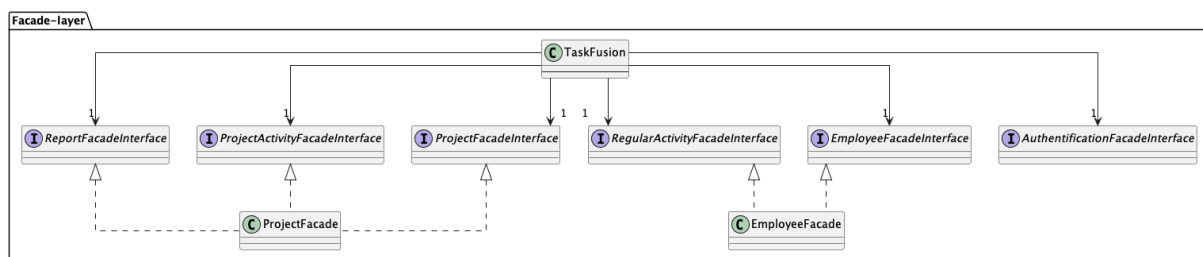 Facade-layer
C TaskFusion
1 1 1 1 1 1
I ReportFacadeInterface I ProjectActivityFacadeInterface I ProjectFacadeInterface I RegularActivityFacadeInterface I EmployeeFacadeInterface I AuthentificationFacadeInterface
C ProjectFacade C EmployeeFacade